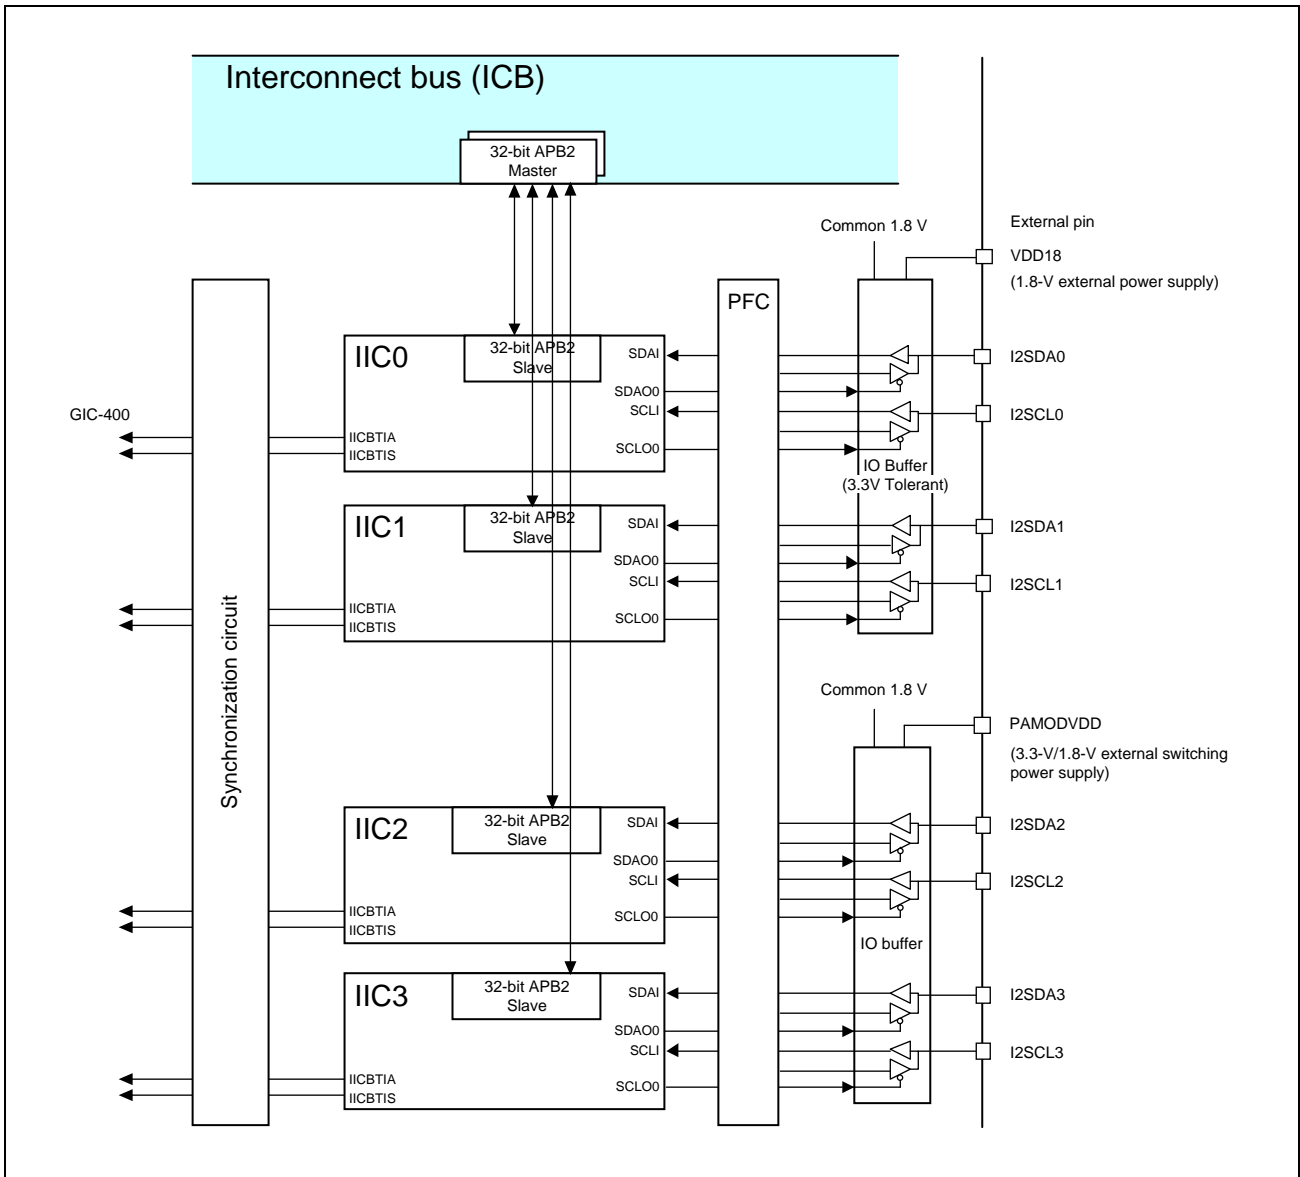 Interconnect bus (ICB)
32-bit APB2
Master
Common 1.8 V
External pin
VDD18
(1.8-V external power supply)
PFC
IIC0
32-bit APB2
Slave
SDAI
SDAO0
SCLI
SCLO0
IICBTIA
IICBTIS
GIC-400
I2SDA0
I2SCL0
IO Buffer
(3.3V Tolerant)
IIC1
32-bit APB2
Slave
SDAI
SDAO0
SCLI
SCLO0
IICBTIA
IICBTIS
I2SDA1
I2SCL1
Synchronization circuit
Common 1.8 V
PAMODVDD
(3.3-V/1.8-V external switching
power supply)
IIC2
32-bit APB2
Slave
SDAI
SDAO0
SCLI
SCLO0
IICBTIA
IICBTIS
I2SDA2
I2SCL2
IO buffer
IIC3
32-bit APB2
Slave
SDAI
SDAO0
SCLI
SCLO0
IICBTIA
IICBTIS
I2SDA3
I2SCL3